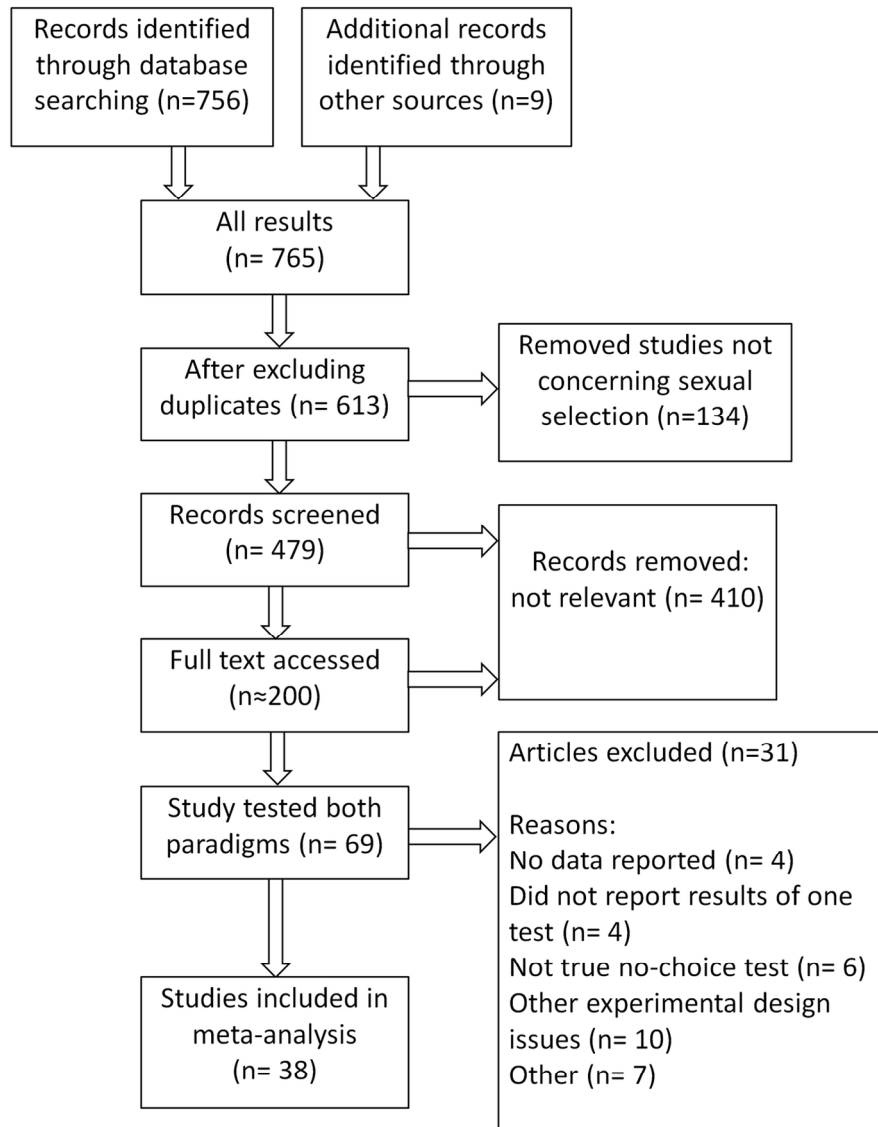 Records identified
through database
searching (n=756)
Additional records
identified through
other sources (n=9)
All results
(n= 765)
After excluding
duplicates (n= 613)
Removed studies not
concerning sexual
selection (n=134)
Records screened
(n= 479)
Records removed:
not relevant (n= 410)
Full text accessed
(n≈200)
Study tested both
paradigms (n= 69)
Articles excluded (n=31)
Reasons:
No data reported (n= 4)
Did not report results of one
test (n= 4)
Not true no-choice test (n= 6)
Other experimental design
issues (n= 10)
Other (n= 7)
Studies included in
meta-analysis
(n= 38)